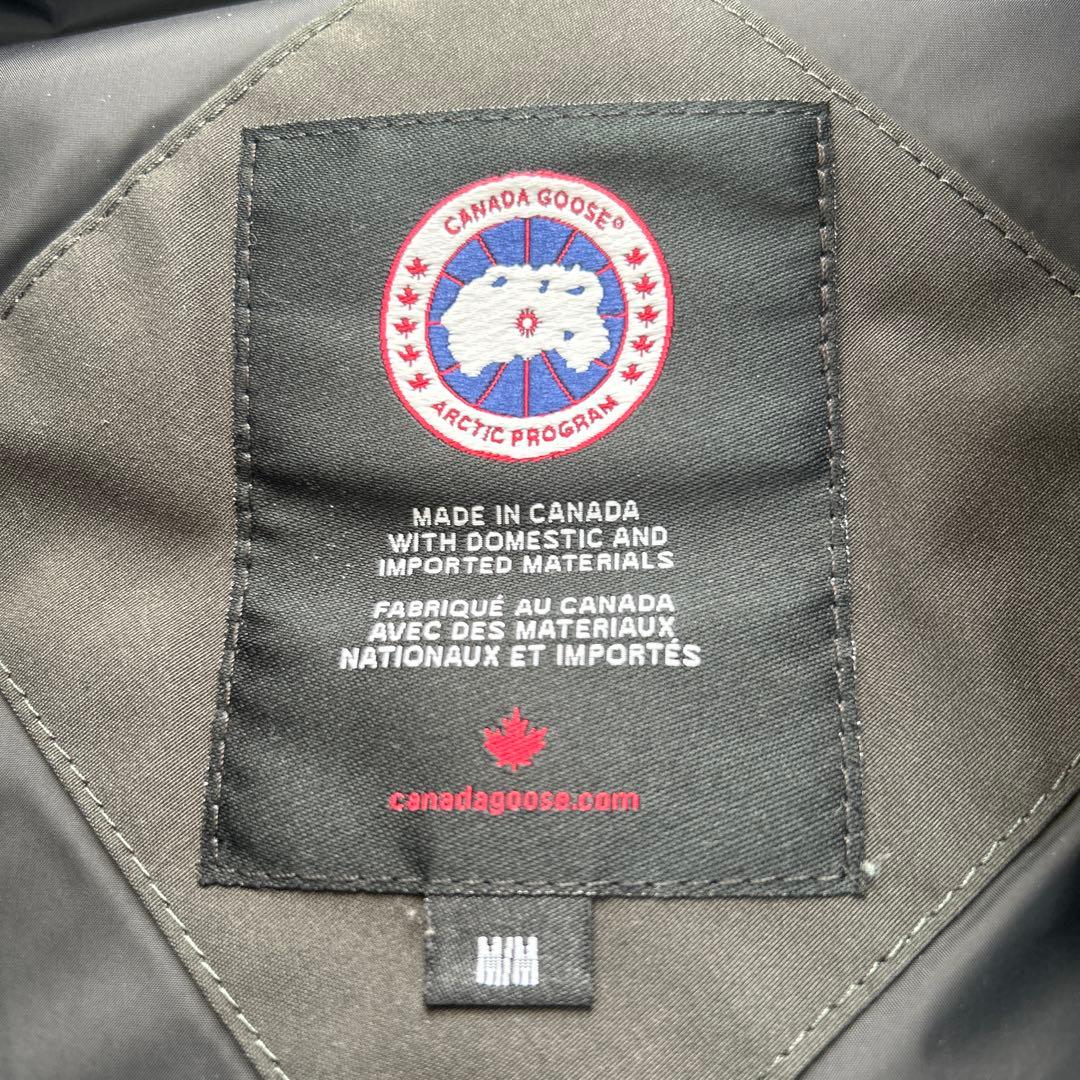 CANADA GOOSE®
ARCTIC PROGRAM
MADE IN CANADA
WITH DOMESTIC AND
IMPORTED MATERIALS
FABRIQUÉ AU CANADA
AVEC DES MATERIAUX
NATIONAUX ET IMPORTÉS
canadagoose.com
M/M